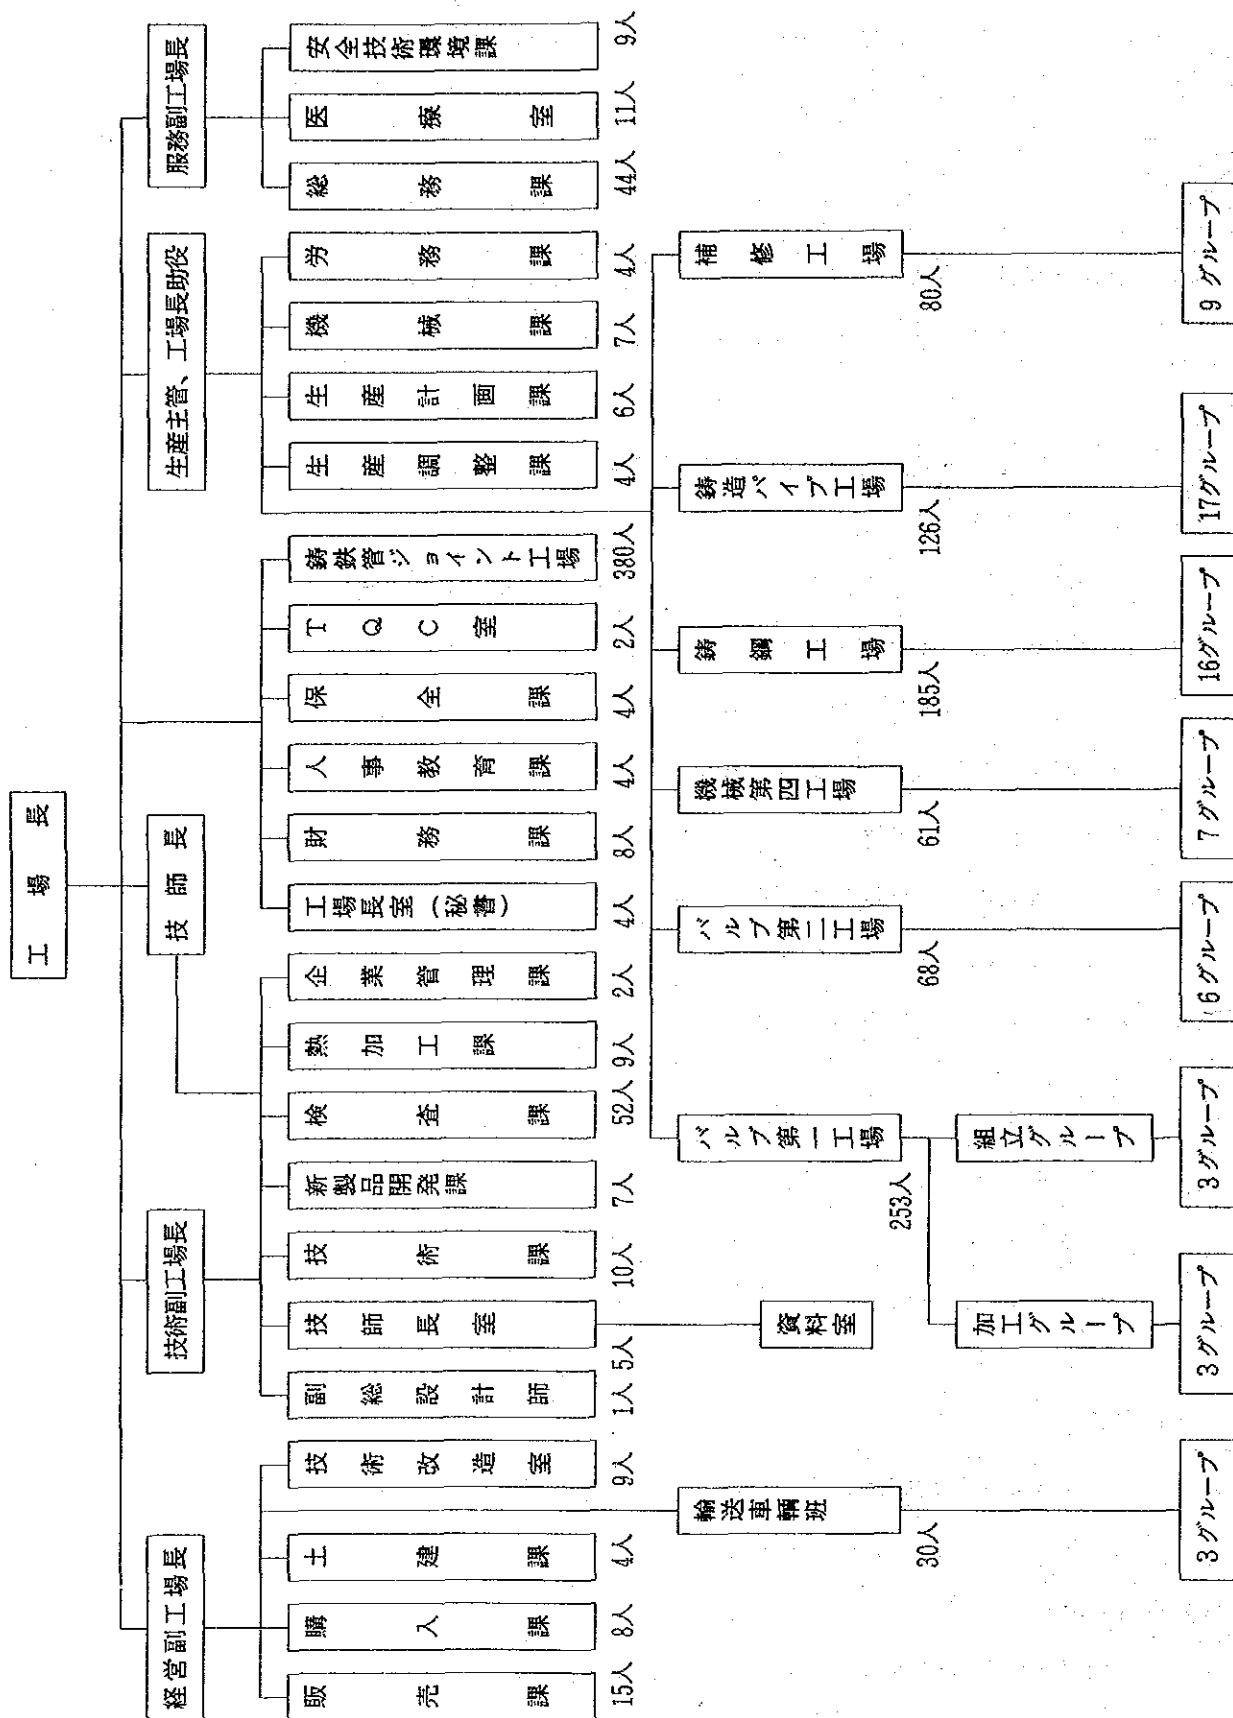 工場長
技師長
経営副工場長
技術副工場長
生産主管、工場長助役
服務副工場長
販売課
購入課
土建課
技術改造室
副総設計師
技師長室
技術課
新製品開発課
検査課
熱加工課
企業管理課
工場長室(秘書)
財務課
人事教育課
保全課
TQC室
鋳鉄管ジョイント工場
生産調整課
生産計画課
機械課
労務課
総務課
医療室
安全技術環境課
15人
8人
4人
9人
1人
5人
10人
7人
52人
9人
2人
4人
8人
4人
4人
2人
380人
4人
6人
7人
4人
44人
11人
9人
輸送車輌班
資料室
バルブ第一工場
バルブ第二工場
機械第四工場
鋳鋼工場
鋳造パイプ工場
補修工場
30人
253人
68人
61人
185人
126人
80人
加工グループ
組立グループ
3グループ
3グループ
3グループ
6グループ
7グループ
16グループ
17グループ
9グループ